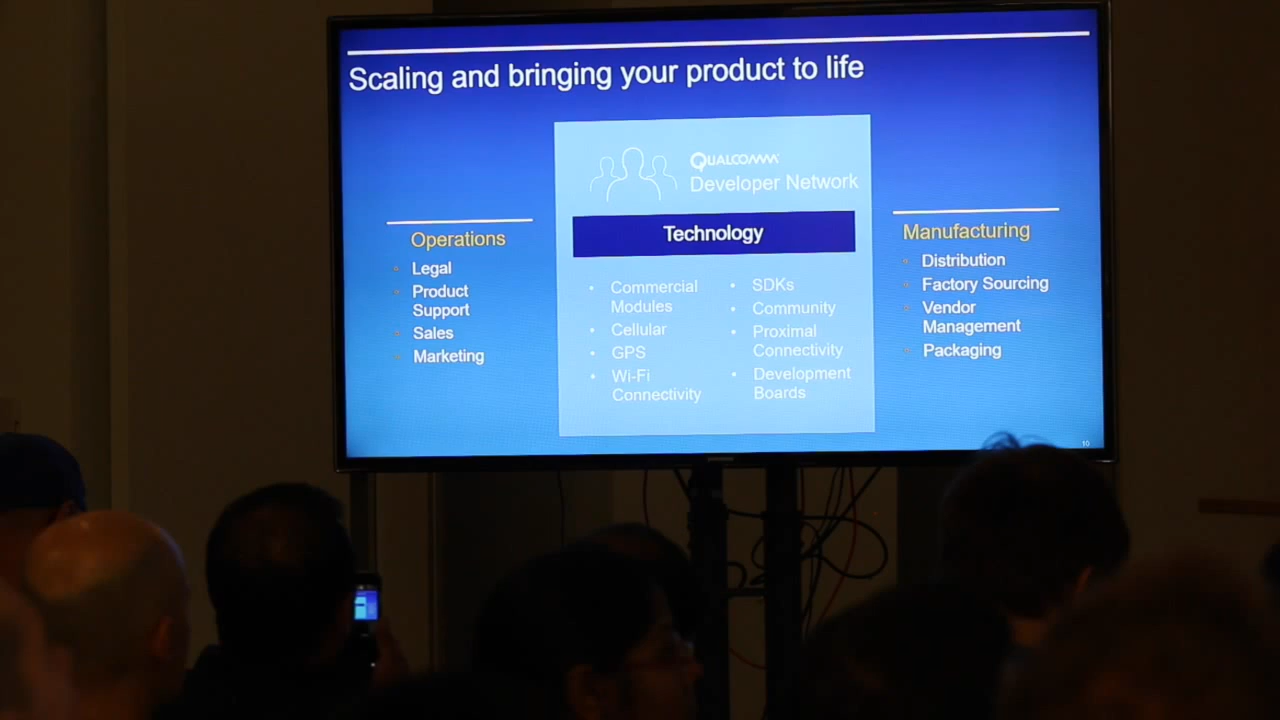 Scaling and bringing your product to life
QUALCOMM
Developer Network
Technology
Operations
Legal
Product
Support
Sales
Marketing
• Commercial
Modules
• Cellular
• GPS
• Wi-Fi
Connectivity
• SDKs
• Community
• Proximal
Connectivity
• Development
Boards
Manufacturing
Distribution
Factory Sourcing
Vendor
Management
Packaging
10